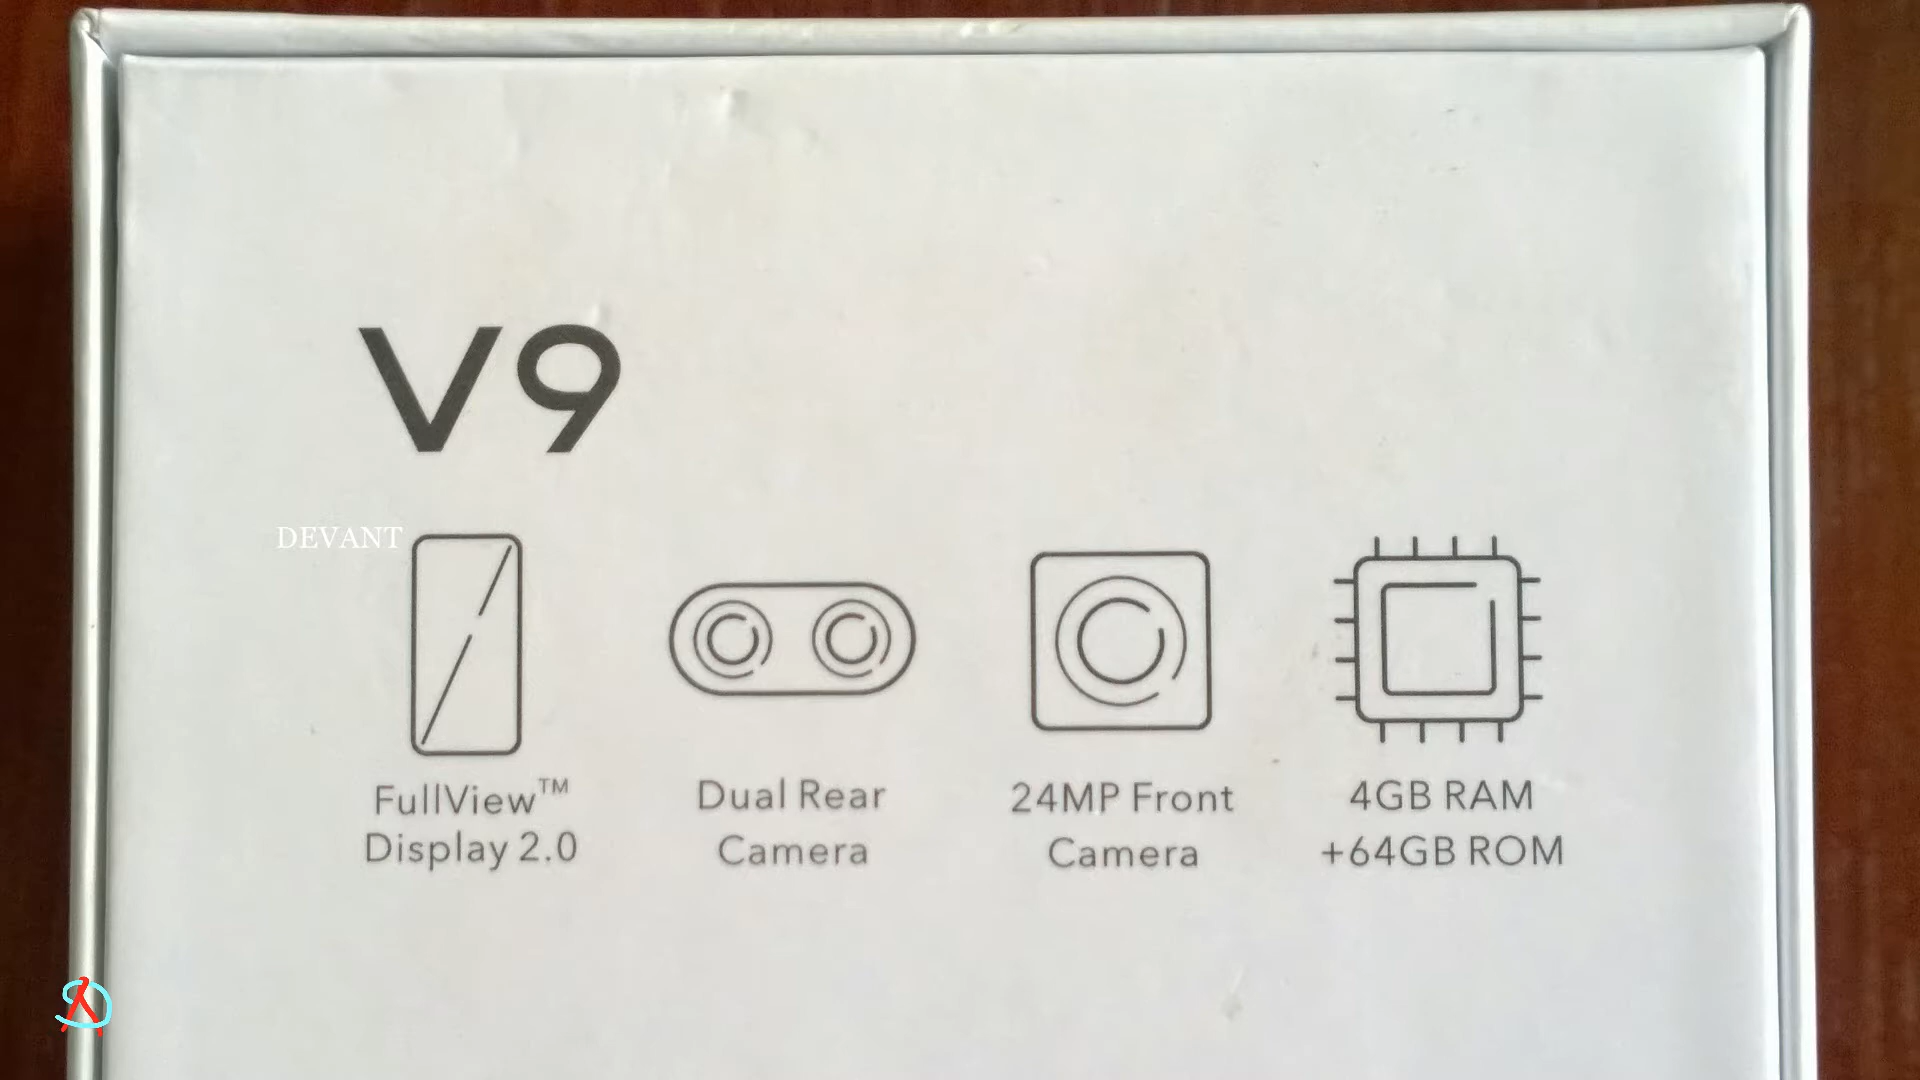 V9
DEVANT
FullView™
Display 2.0
Dual Rear
Camera
24MP Front
Camera
4GB RAM
+64GB ROM